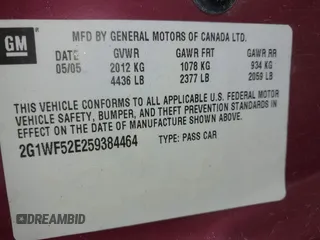 GM
MFD BY GENERAL MOTORS OF CANADA LTD.
DATE GVWR GAWR FRT GAWR RR
05/05 2012 KG 1078 KG 934 KG
4436 LB 2377 LB 2059 LB
THIS VEHICLE CONFORMS TO ALL APPLICABLE U.S. FEDERAL MOTOR
VEHICLE SAFETY, BUMPER, AND THEFT PREVENTION STANDARDS IN
EFFECT ON THE DATE OF MANUFACTURE SHOWN ABOVE.
2G1WF52E259384464 TYPE: PASS CAR
DREAMBID